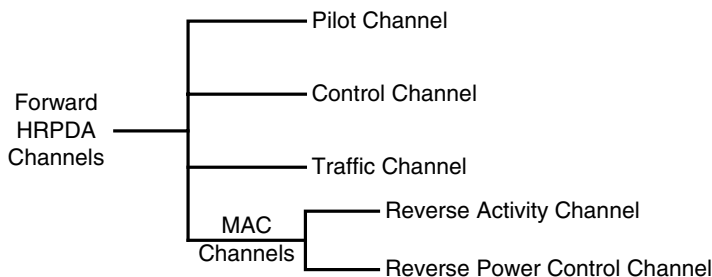 Pilot Channel
Control Channel
Forward
HRPDA
Channels
Traffic Channel
MAC
Channels
Reverse Activity Channel
Reverse Power Control Channel